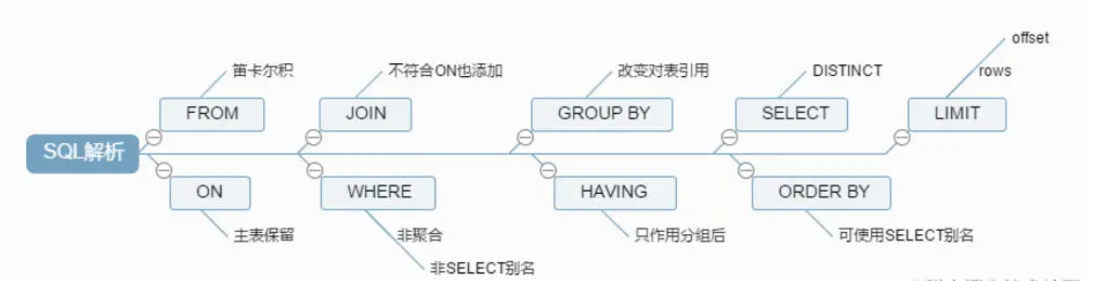 SQL解析
笛卡尔积
FROM
主表保留
ON
不符合ON也添加
JOIN
非聚合
非SELECT别名
WHERE
改变对表引用
GROUP BY
只作用分组后
HAVING
DISTINCT
SELECT
可使用SELECT别名
ORDER BY
offset
rows
LIMIT